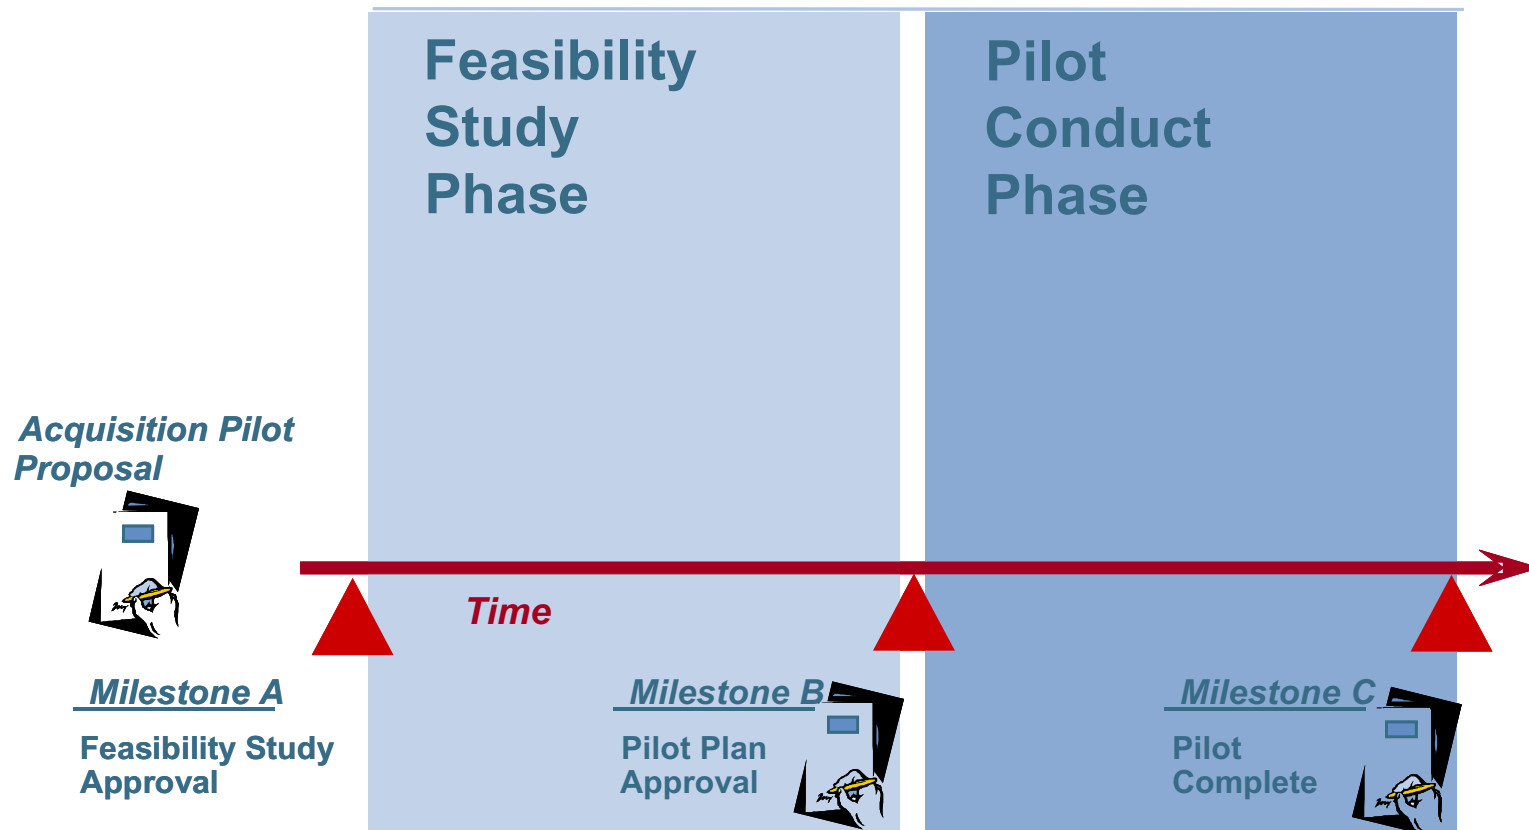 Feasibility
Study
Phase
Pilot
Conduct
Phase
Acquisition Pilot
Proposal
Time
Milestone A
Feasibility Study
Approval
Milestone B
Pilot Plan
Approval
Milestone C
Pilot
Complete